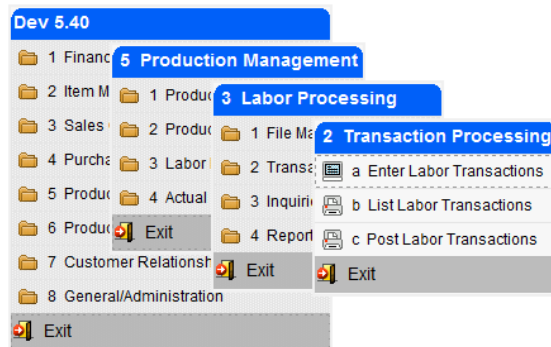 Dev 5.40
1 Financ
2 Item M
3 Sales
4 Purcha
5 Produc
6 Produc
7 Customer Relationsh
8 General/Administration
Exit
5 Production Management
1 Produc
2 Produc
3 Labor
4 Actual
Exit
3 Labor Processing
1 File Ma
2 Transa
3 Inquiri
4 Report
Exit
2 Transaction Processing
a Enter Labor Transactions
b List Labor Transactions
c Post Labor Transactions
Exit